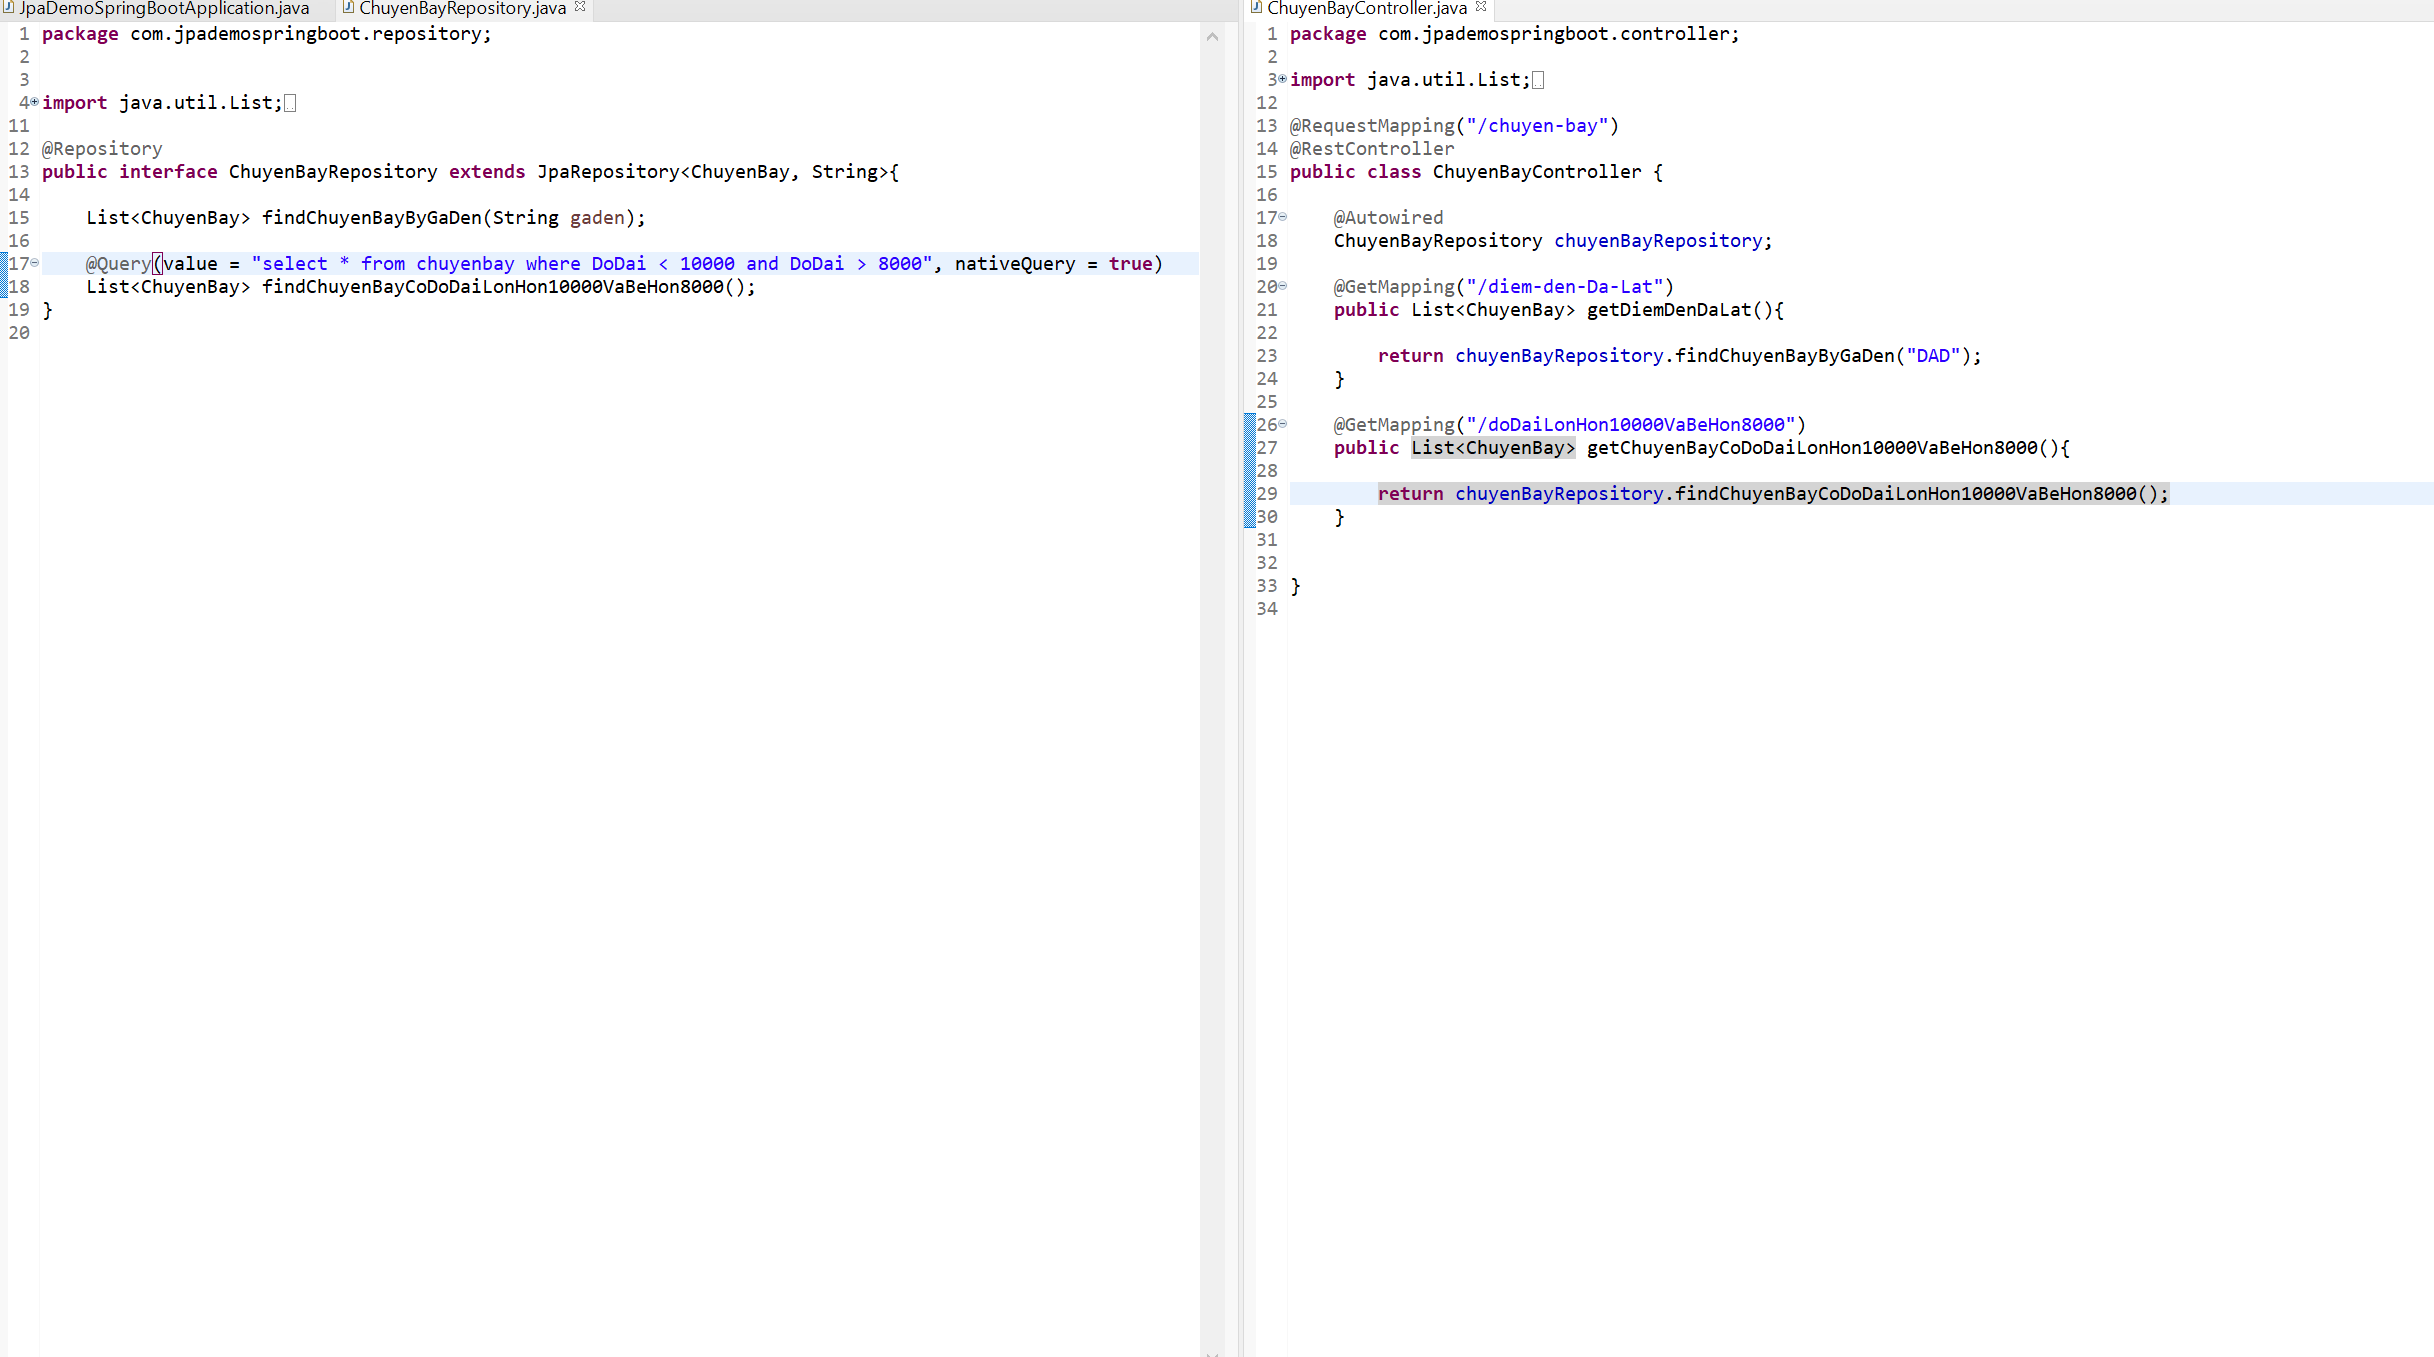 JpaDemoSpringBootApplication.java
ChuyenBayRepository.java
1 package com.jpademospringboot.repository;
2
3
4 import java.util.List;
11
12 @Repository
13 public interface ChuyenBayRepository extends JpaRepository<ChuyenBay, String>{
14
15 List<ChuyenBay> findChuyenBayByGaDen(String gaden);
16
17 @Query(value = "select * from chuyenbay where DoDai < 10000 and DoDai > 8000", nativeQuery = true)
18 List<ChuyenBay> findChuyenBayCoDoDaiLonHon10000VaBeHon8000();
19 }
20
ChuyenBayController.java
1 package com.jpademospringboot.controller;
2
3 import java.util.List;
12
13 @RequestMapping("/chuyen-bay")
14 @RestController
15 public class ChuyenBayController {
16
17 @Autowired
18 ChuyenBayRepository chuyenBayRepository;
19
20 @GetMapping("/diem-den-Da-Lat")
21 public List<ChuyenBay> getDiemDenDaLat(){
22
23 return chuyenBayRepository.findChuyenBayByGaDen("DAD");
24 }
25
26 @GetMapping("/doDaiLonHon10000VaBeHon8000")
27 public List<ChuyenBay> getChuyenBayCoDoDaiLonHon10000VaBeHon8000(){
28
29 return chuyenBayRepository.findChuyenBayCoDoDaiLonHon10000VaBeHon8000();
30 }
31
32
33 }
34